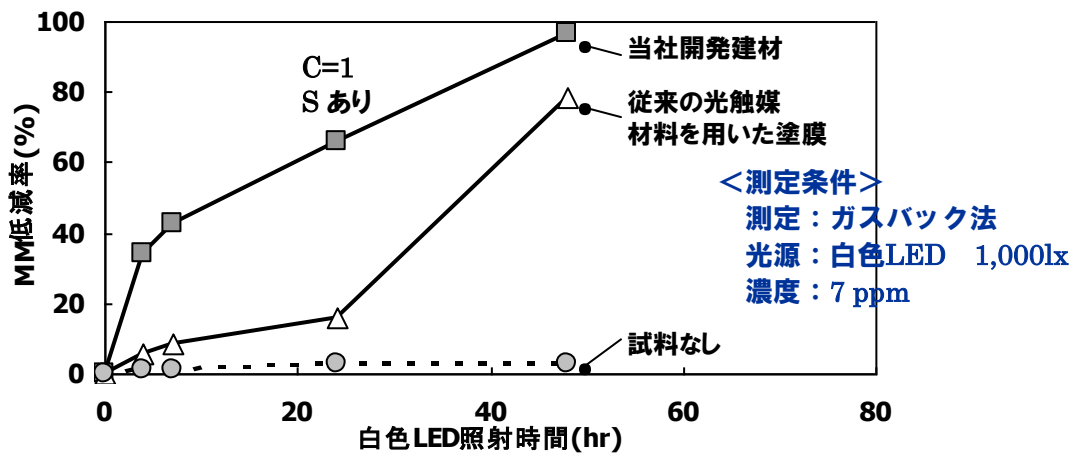 100
80
60
40
20
0
MM低減率(%)
C=1
S あり
当社開発建材
従来の光触媒
材料を用いた塗膜
＜測定条件＞
測定：ガスバック法
光源：白色LED　1,000lx
濃度：7 ppm
試料なし
0 20 40 60 80
白色LED照射時間(hr)